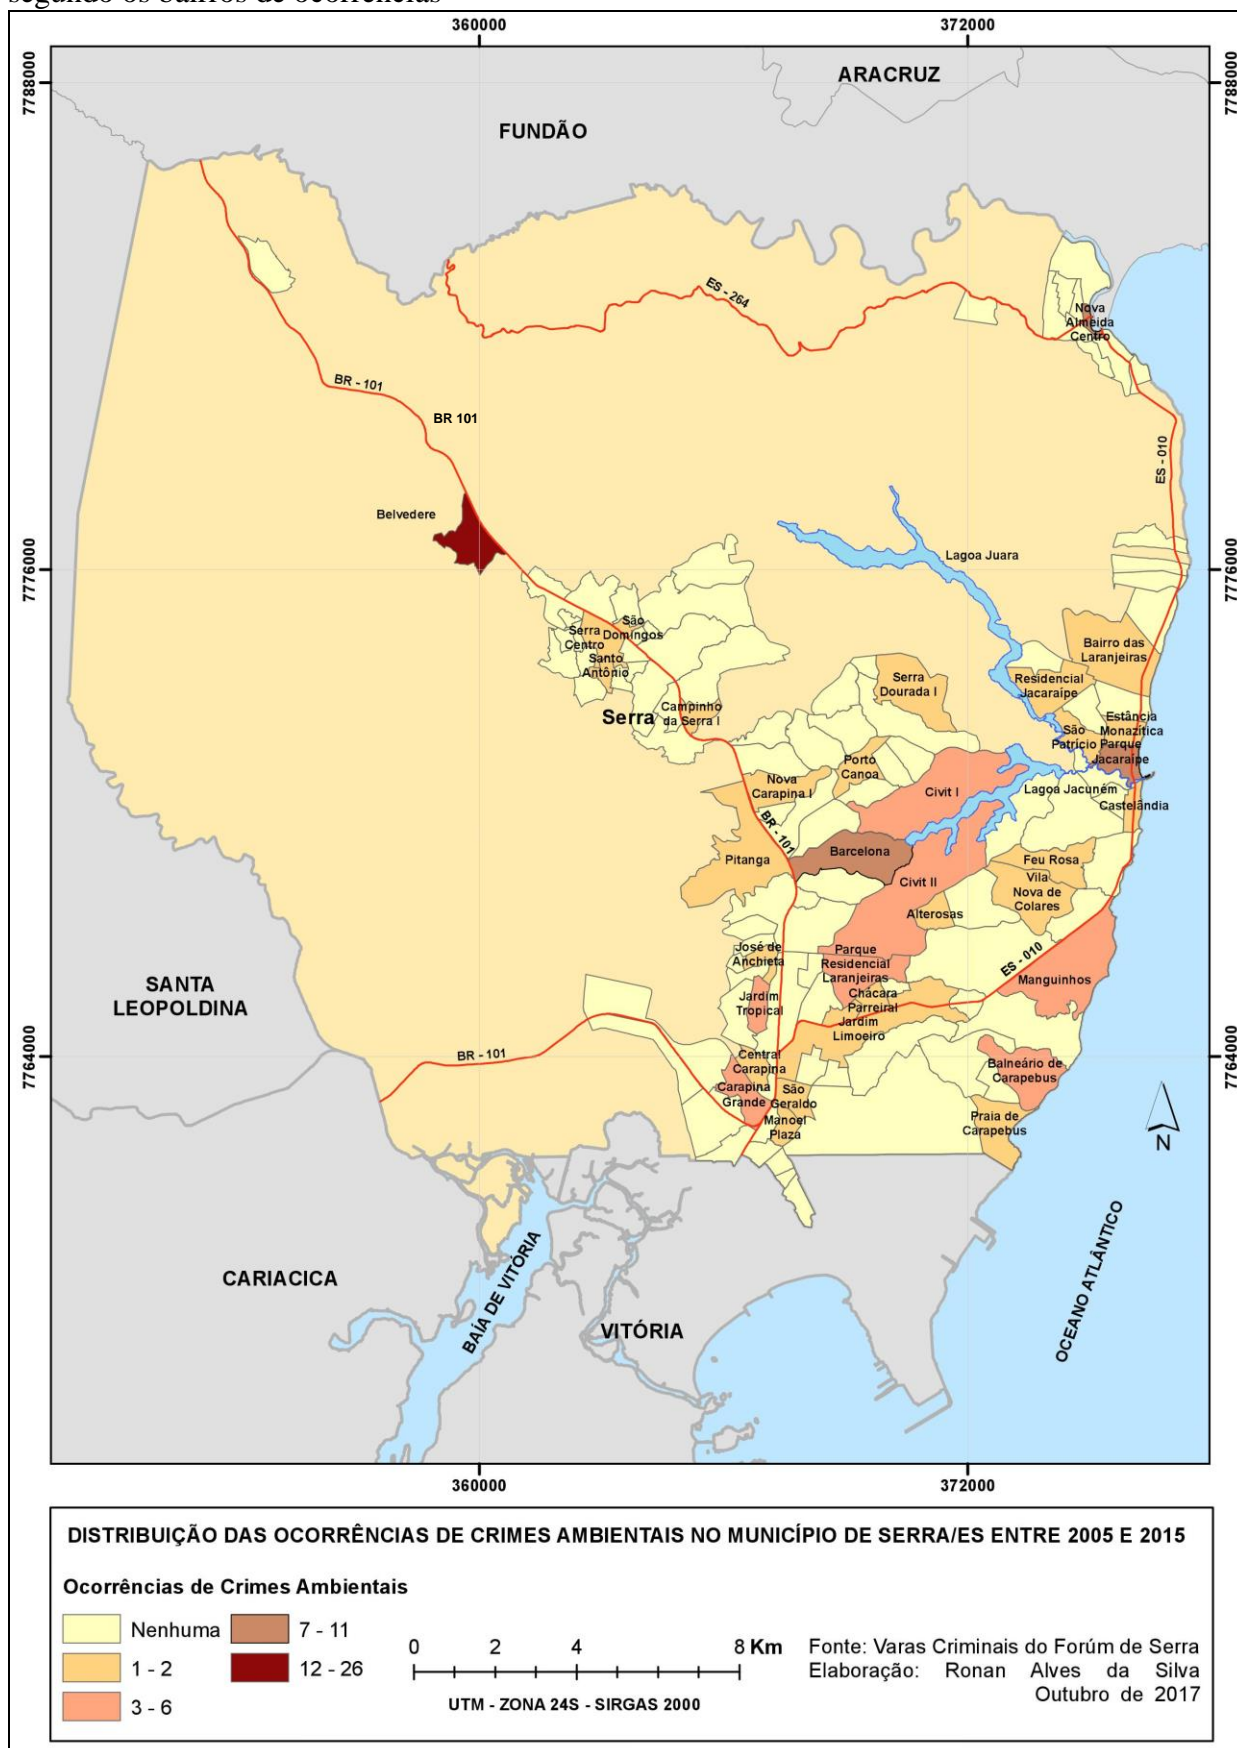 segundo os bairros de ocorrências
360000
372000
7788000
7788000
ARACRUZ
FUNDÃO
ES - 264
Nova
Almeida
Centro
BR - 101
BR 101
ES - 010
Belvedere
Lagoa Juara
7776000
7776000
São
Domingos
Serra
Centro
Santo
Antônio
Bairro das
Laranjeiras
Serra
Dourada I
Residencial
Jacaraípe
Campinho
da Serra I
Serra
Estância
Monazítica
São
Patrício
Parque
Jacaraípe
Porto
Canoa
Nova
Carapina I
Civit I
Lagoa Jacuném
Castelândia
BR - 101
Pitanga
Barcelona
Feu Rosa
Civit II
Vila
Nova de
Colares
Alterosas
José de
Anchieta
Parque
Residencial
Laranjeiras
ES - 010
Manguinhos
SANTA
LEOPOLDINA
Jardim
Tropical
Chácara
Parreiral
Jardim
Limoeiro
7764000
7764000
BR - 101
Central
Carapina
Balneário de
Carapebus
Carapina
Grande
São
Geraldo
Manoel
Plaza
Praia de
Carapebus
N
OCEANO ATLÂNTICO
BAÍA DE VITÓRIA
CARIACICA
VITÓRIA
360000
372000
DISTRIBUIÇÃO DAS OCORRÊNCIAS DE CRIMES AMBIENTAIS NO MUNICÍPIO DE SERRA/ES ENTRE 2005 E 2015
Ocorrências de Crimes Ambientais
Nenhuma
7 - 11
1 - 2
12 - 26
3 - 6
0 2 4 8 Km
UTM - ZONA 24S - SIRGAS 2000
Fonte: Varas Criminais do Forúm de Serra
Elaboração: Ronan Alves da Silva
Outubro de 2017